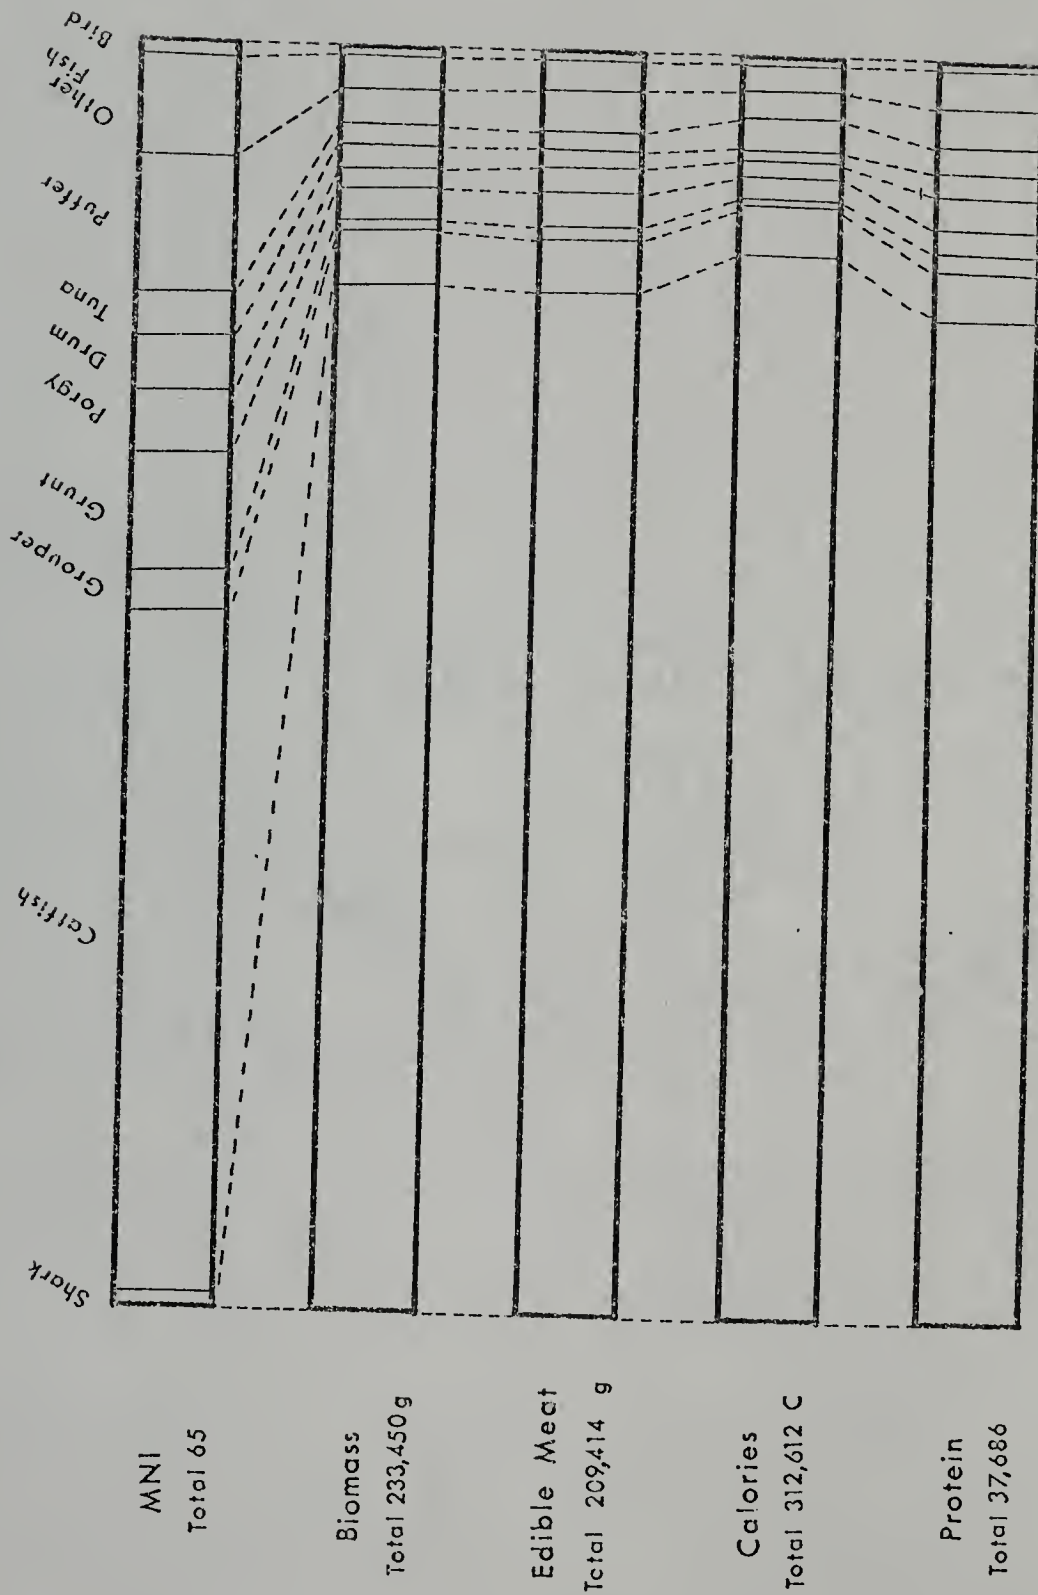 Bird
Other
Fish
Puffer
Tuna
Drum
Porgy
Grunt
Grouper
Catfish
Shark
MNI
Total 65
Biomass
Total 233,450g
Edible Meat
Total 209,414 g
Calories
Total 312,612 C
Protein
Total 37,686